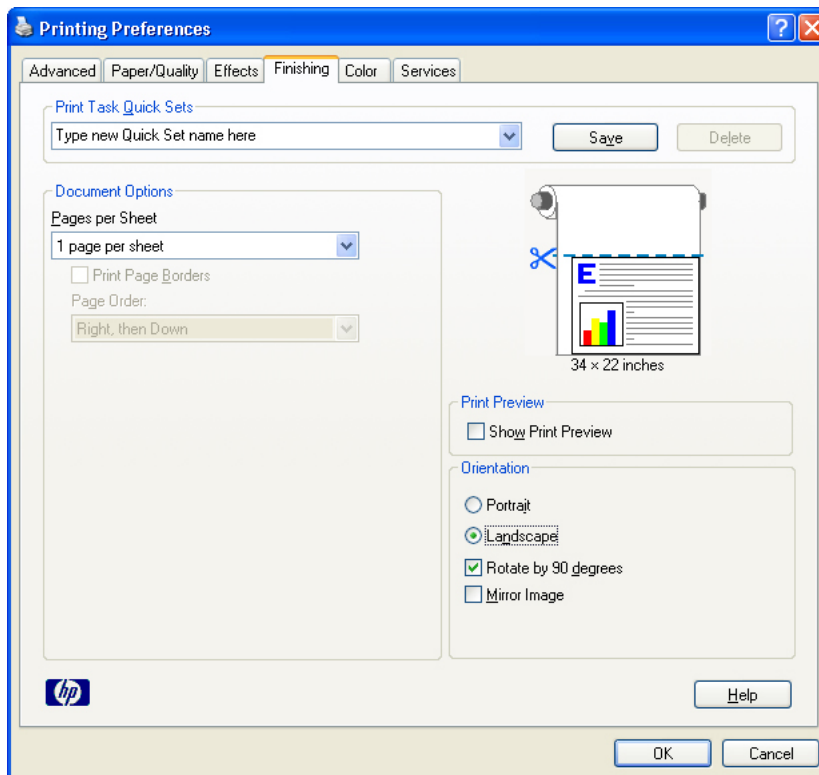 Printing Preferences
Advanced Paper/Quality Effects Finishing Color Services
Print Task Quick Sets
Type new Quick Set name here
Save
Delete
Document Options
Pages per Sheet
1 page per sheet
Print Page Borders
Page Order:
Right, then Down
E
34 × 22 inches
Print Preview
Show Print Preview
Orientation
Portrait
Landscape
Rotate by 90 degrees
Mirror Image
hp
Help
OK
Cancel